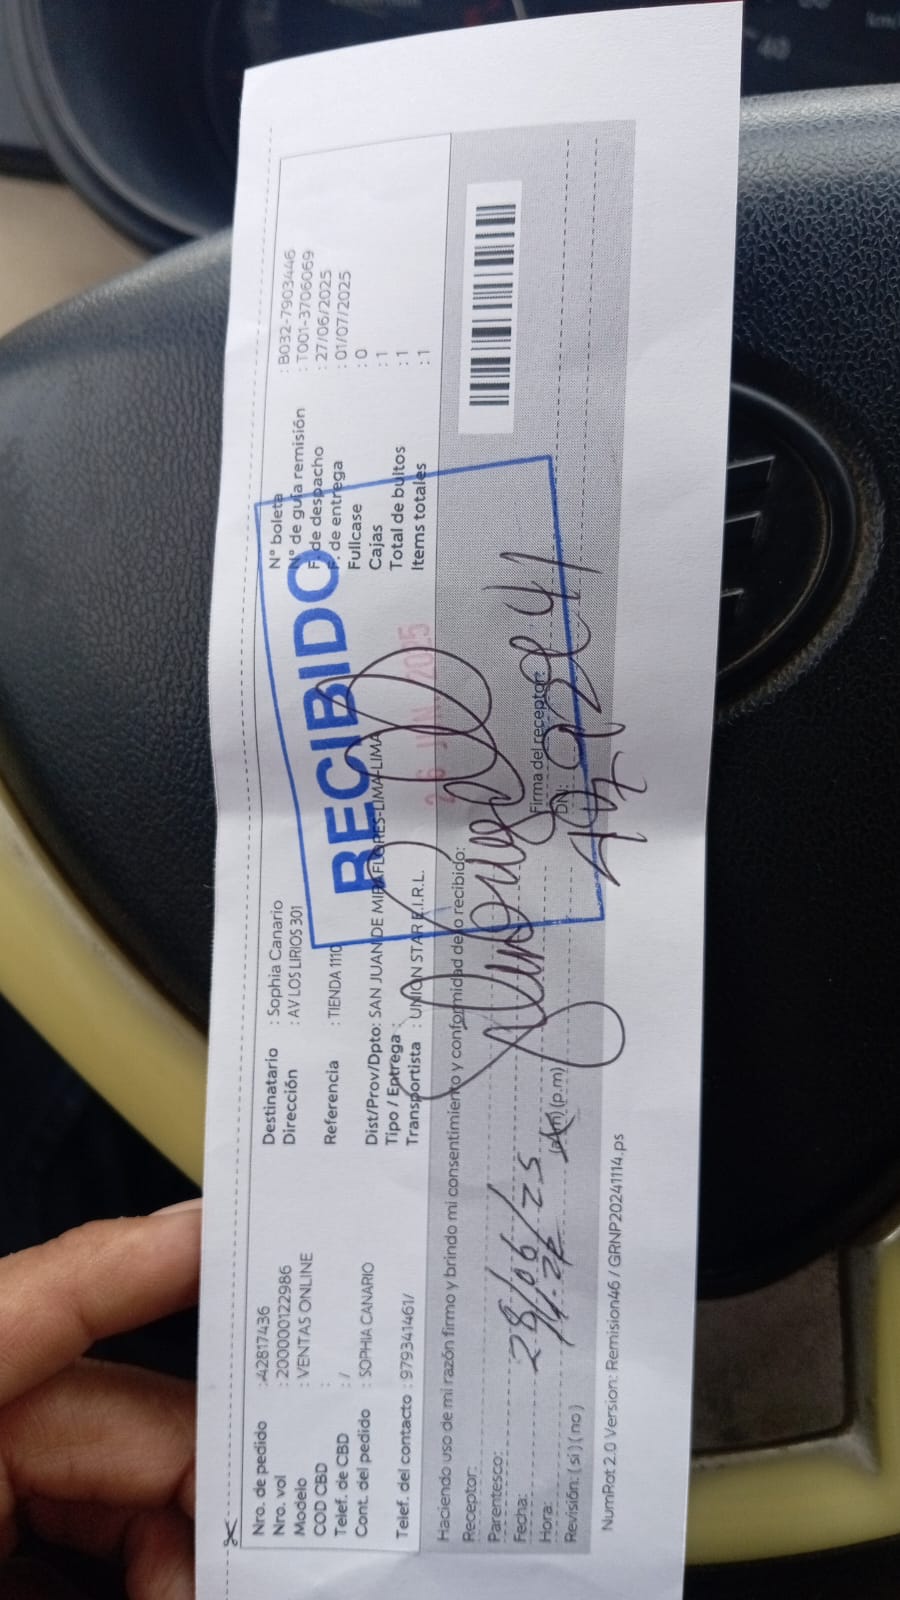 Nro. de pedido : A2817436
Nro. vol : 200000122986
Modelo : VENTAS ONLINE
COD CBD :
Telef. de CBD : /
Cont. del pedido : SOPHIA CANARIO
Telef. del contacto : 979341461/
Destinatario : Sophia Canario
Dirección : AV LOS LIRIOS 301
Referencia : TIENDA 1110
Dist/Prov/Dpto: SAN JUAN DE MIRAFLORES-LIMA-LIMA
Tipo / Entrega :
Transportista : UNION STAR E.I.R.L.
N° boleta : B032-7903446
N° de guía remisión : T001-3706069
F. de despacho : 27/06/2025
F. de entrega : 01/07/2025
Fullcase : 0
Cajas : 1
Total de bultos : 1
Items totales : 1
RECIBIDO
Haciendo uso de mi razón firmo y brindo mi consentimiento y conformidad de lo recibido:
Receptor:
Parentesco:
Fecha: 28/06/25
Hora: (a.m) (p.m)
Revisión: ( si ) ( no )
Firma del receptor:
DNI:
NumRot 2.0 Version: Remision46 / GRNP20241114.ps
40
km/